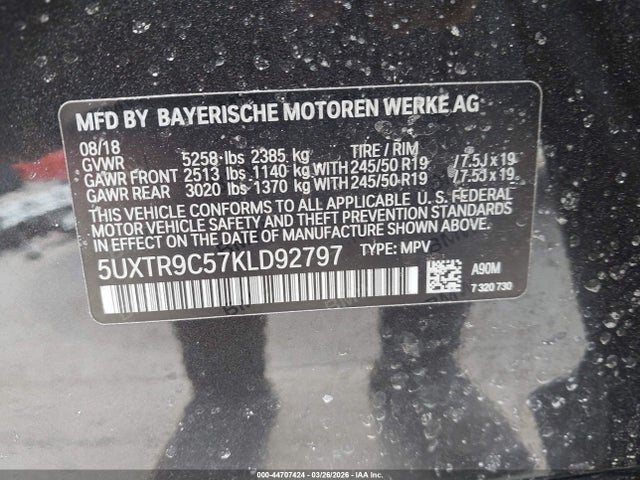 MFD BY BAYERISCHE MOTOREN WERKE AG
08/18
GVWR 5258 lbs 2385 kg TIRE / RIM
GAWR FRONT 2513 lbs 1140 kg WITH 245/50 R19 / 7.5J x 19
GAWR REAR 3020 lbs 1370 kg WITH 245/50 R19 / 7.5J x 19
THIS VEHICLE CONFORMS TO ALL APPLICABLE U. S. FEDERAL
MOTOR VEHICLE SAFETY AND THEFT PREVENTION STANDARDS
IN EFFECT ON THE DATE OF MANUFACTURE SHOWN ABOVE.
5UXTR9C57KLD92797 TYPE: MPV
A90M
7 320 730
000-44707424 | 03/26/2026 | IAA Inc.